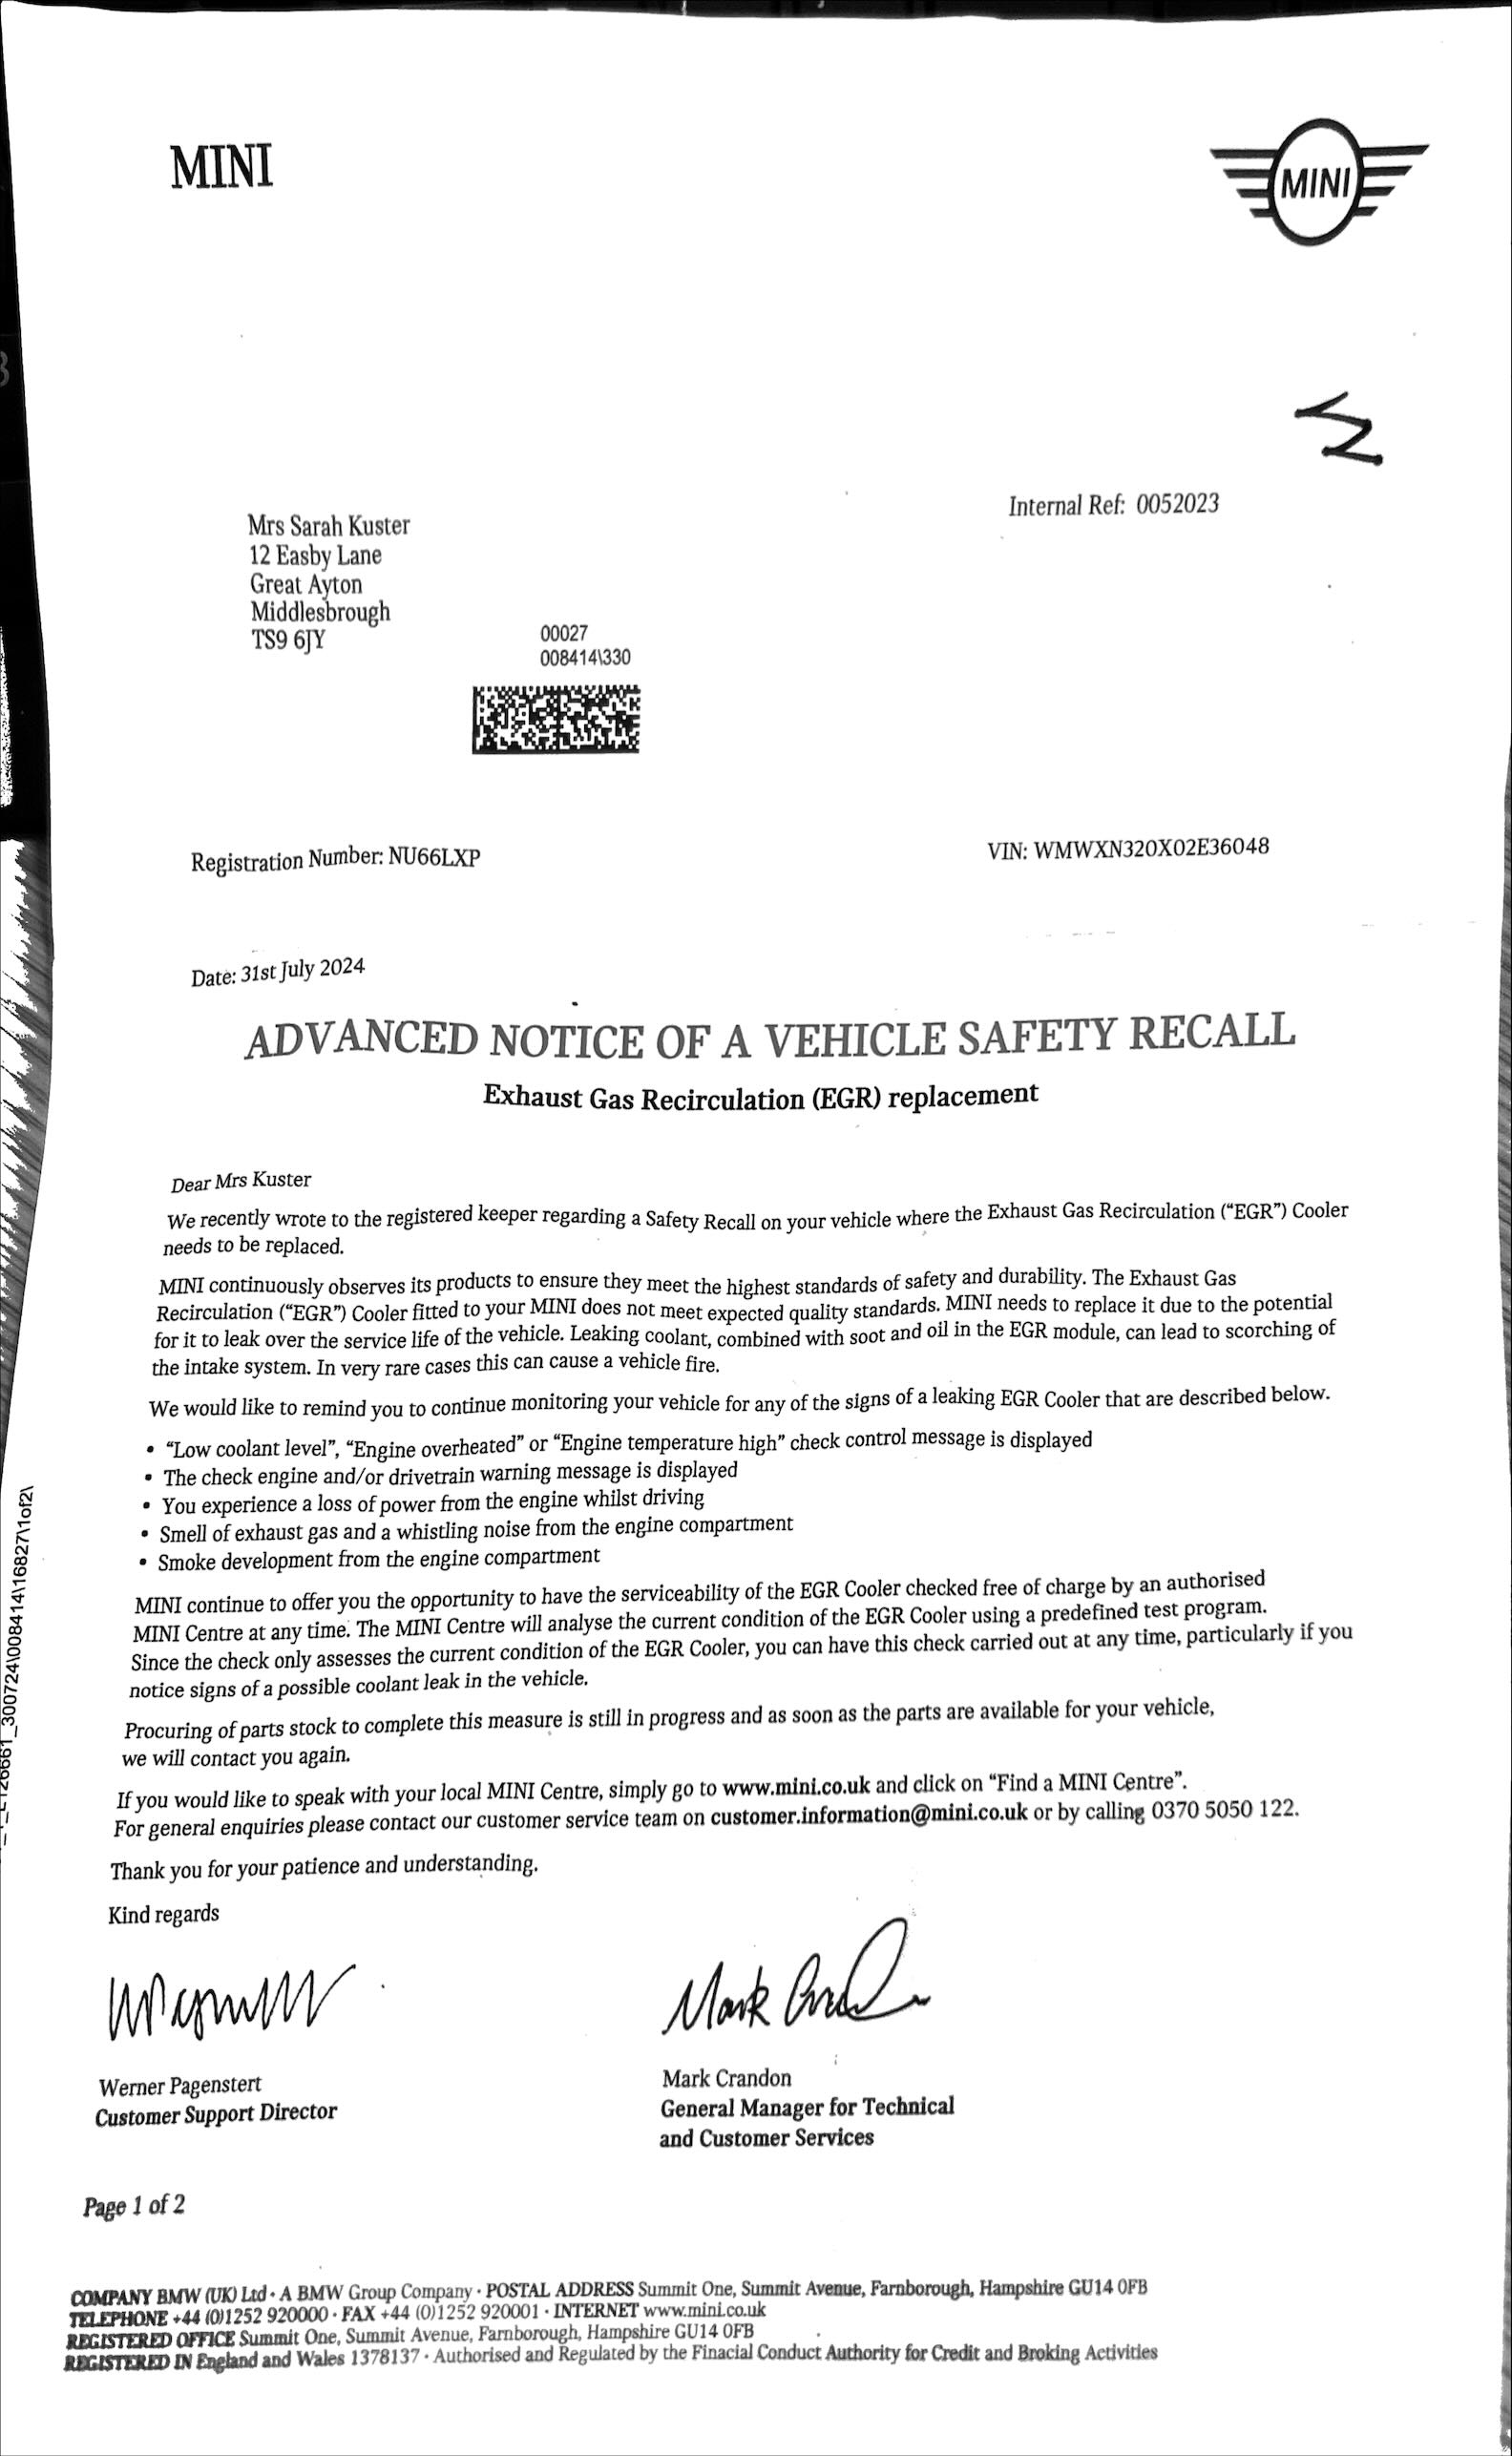 MINI
MINI
Internal Ref: 0052023
Mrs Sarah Kuster
12 Easby Lane
Great Ayton
Middlesbrough
TS9 6JY
00027
008414\330
Registration Number: NU66LXP
VIN: WMWXN320X02E36048
Date: 31st July 2024
ADVANCED NOTICE OF A VEHICLE SAFETY RECALL
Exhaust Gas Recirculation (EGR) replacement
Dear Mrs Kuster
We recently wrote to the registered keeper regarding a Safety Recall on your vehicle where the Exhaust Gas Recirculation (“EGR”) Cooler
needs to be replaced.
MINI continuously observes its products to ensure they meet the highest standards of safety and durability. The Exhaust Gas
Recirculation (“EGR”) Cooler fitted to your MINI does not meet expected quality standards. MINI needs to replace it due to the potential
for it to leak over the service life of the vehicle. Leaking coolant, combined with soot and oil in the EGR module, can lead to scorching of
the intake system. In very rare cases this can cause a vehicle fire.
We would like to remind you to continue monitoring your vehicle for any of the signs of a leaking EGR Cooler that are described below.
• “Low coolant level”, “Engine overheated” or “Engine temperature high” check control message is displayed
• The check engine and/or drivetrain warning message is displayed
• You experience a loss of power from the engine whilst driving
• Smell of exhaust gas and a whistling noise from the engine compartment
• Smoke development from the engine compartment
MINI continue to offer you the opportunity to have the serviceability of the EGR Cooler checked free of charge by an authorised
MINI Centre at any time. The MINI Centre will analyse the current condition of the EGR Cooler using a predefined test program.
Since the check only assesses the current condition of the EGR Cooler, you can have this check carried out at any time, particularly if you
notice signs of a possible coolant leak in the vehicle.
Procuring of parts stock to complete this measure is still in progress and as soon as the parts are available for your vehicle,
we will contact you again.
If you would like to speak with your local MINI Centre, simply go to www.mini.co.uk and click on “Find a MINI Centre”.
For general enquiries please contact our customer service team on customer.information@mini.co.uk or by calling 0370 5050 122.
Thank you for your patience and understanding.
Kind regards
Mark
Werner Pagenstert
Customer Support Director
Mark Crandon
General Manager for Technical
and Customer Services
Page 1 of 2
COMPANY BMW (UK) Ltd · A BMW Group Company · POSTAL ADDRESS Summit One, Summit Avenue, Farnborough, Hampshire GU14 0FB
TELEPHONE +44 (0)1252 920000 · FAX +44 (0)1252 920001 · INTERNET www.mini.co.uk
REGISTERED OFFICE Summit One, Summit Avenue, Farnborough, Hampshire GU14 0FB
REGISTERED IN England and Wales 1378137 · Authorised and Regulated by the Finacial Conduct Authority for Credit and Broking Activities
_300724\008414\16827\1of2\